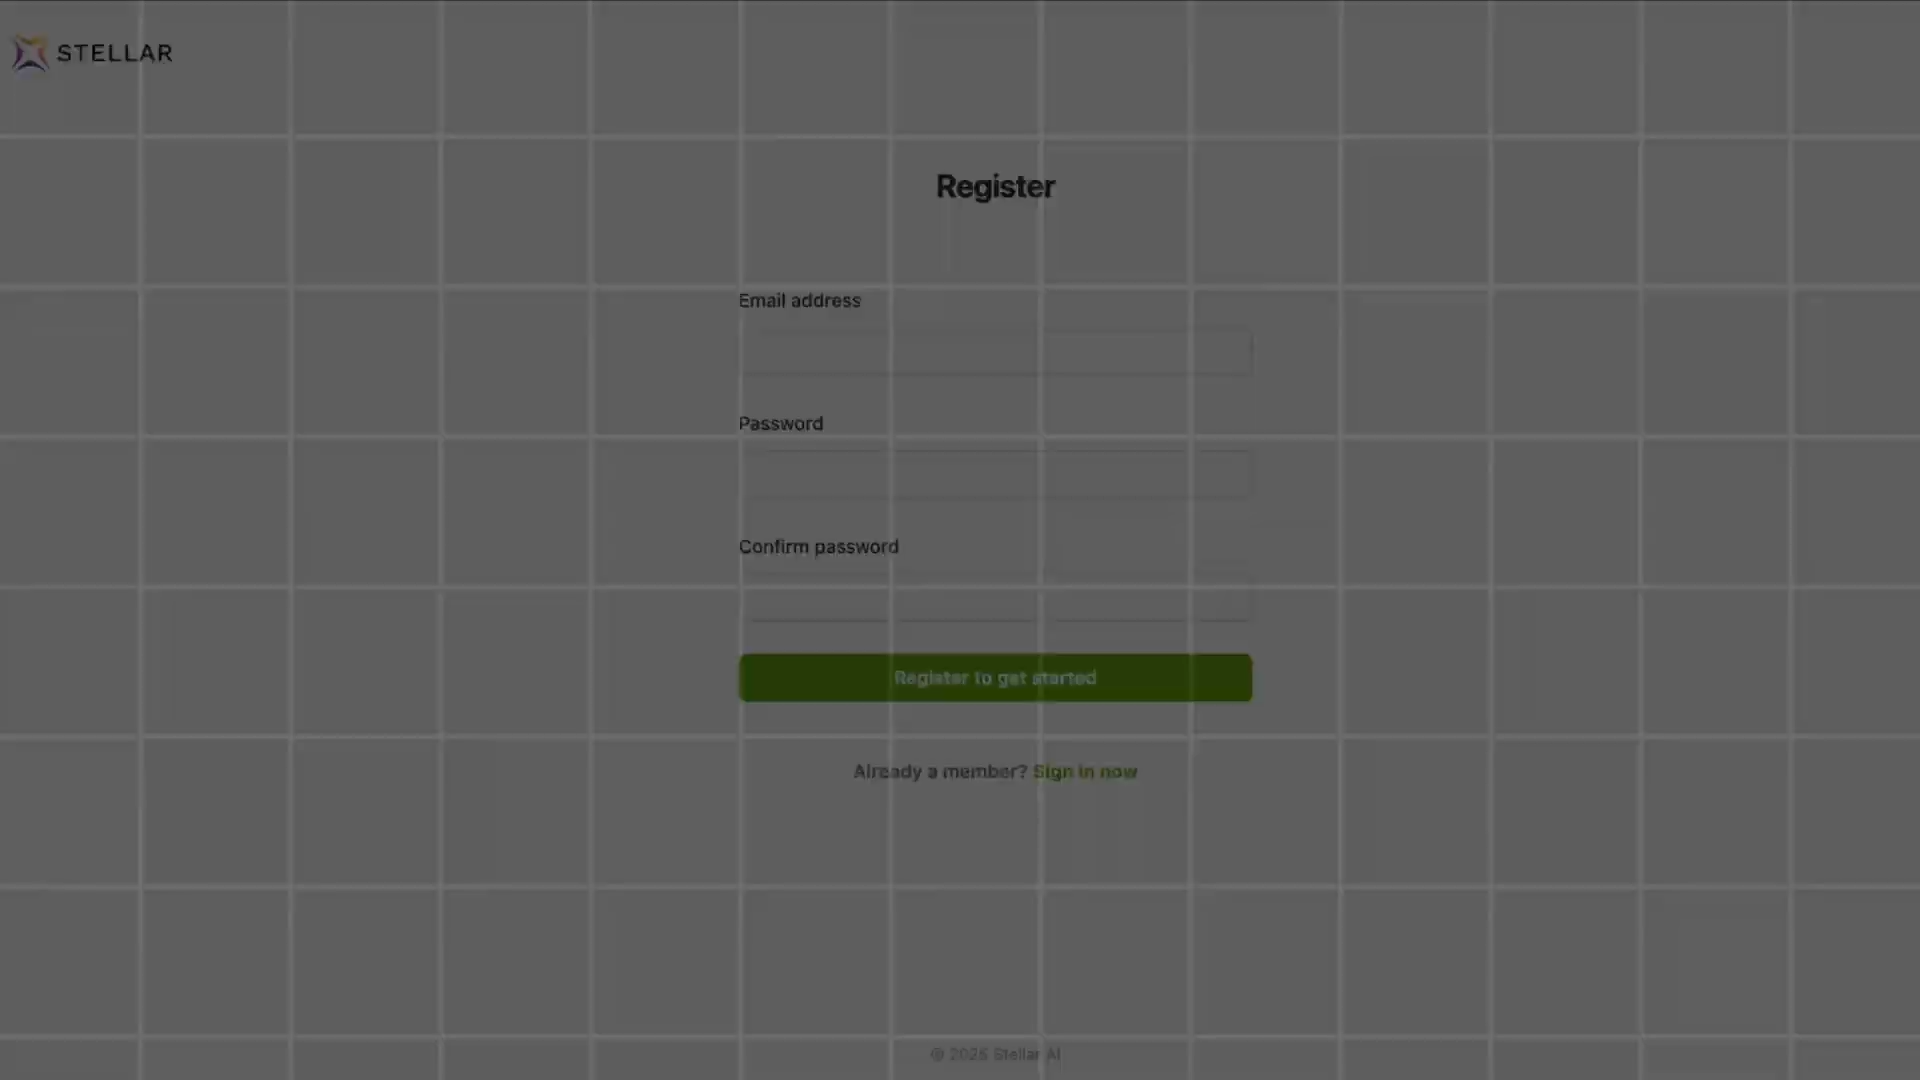 STELLAR
Register
Email address
Password
Confirm password
Register to get started
Already a member? Sign in now
© 2025 Stellar AI